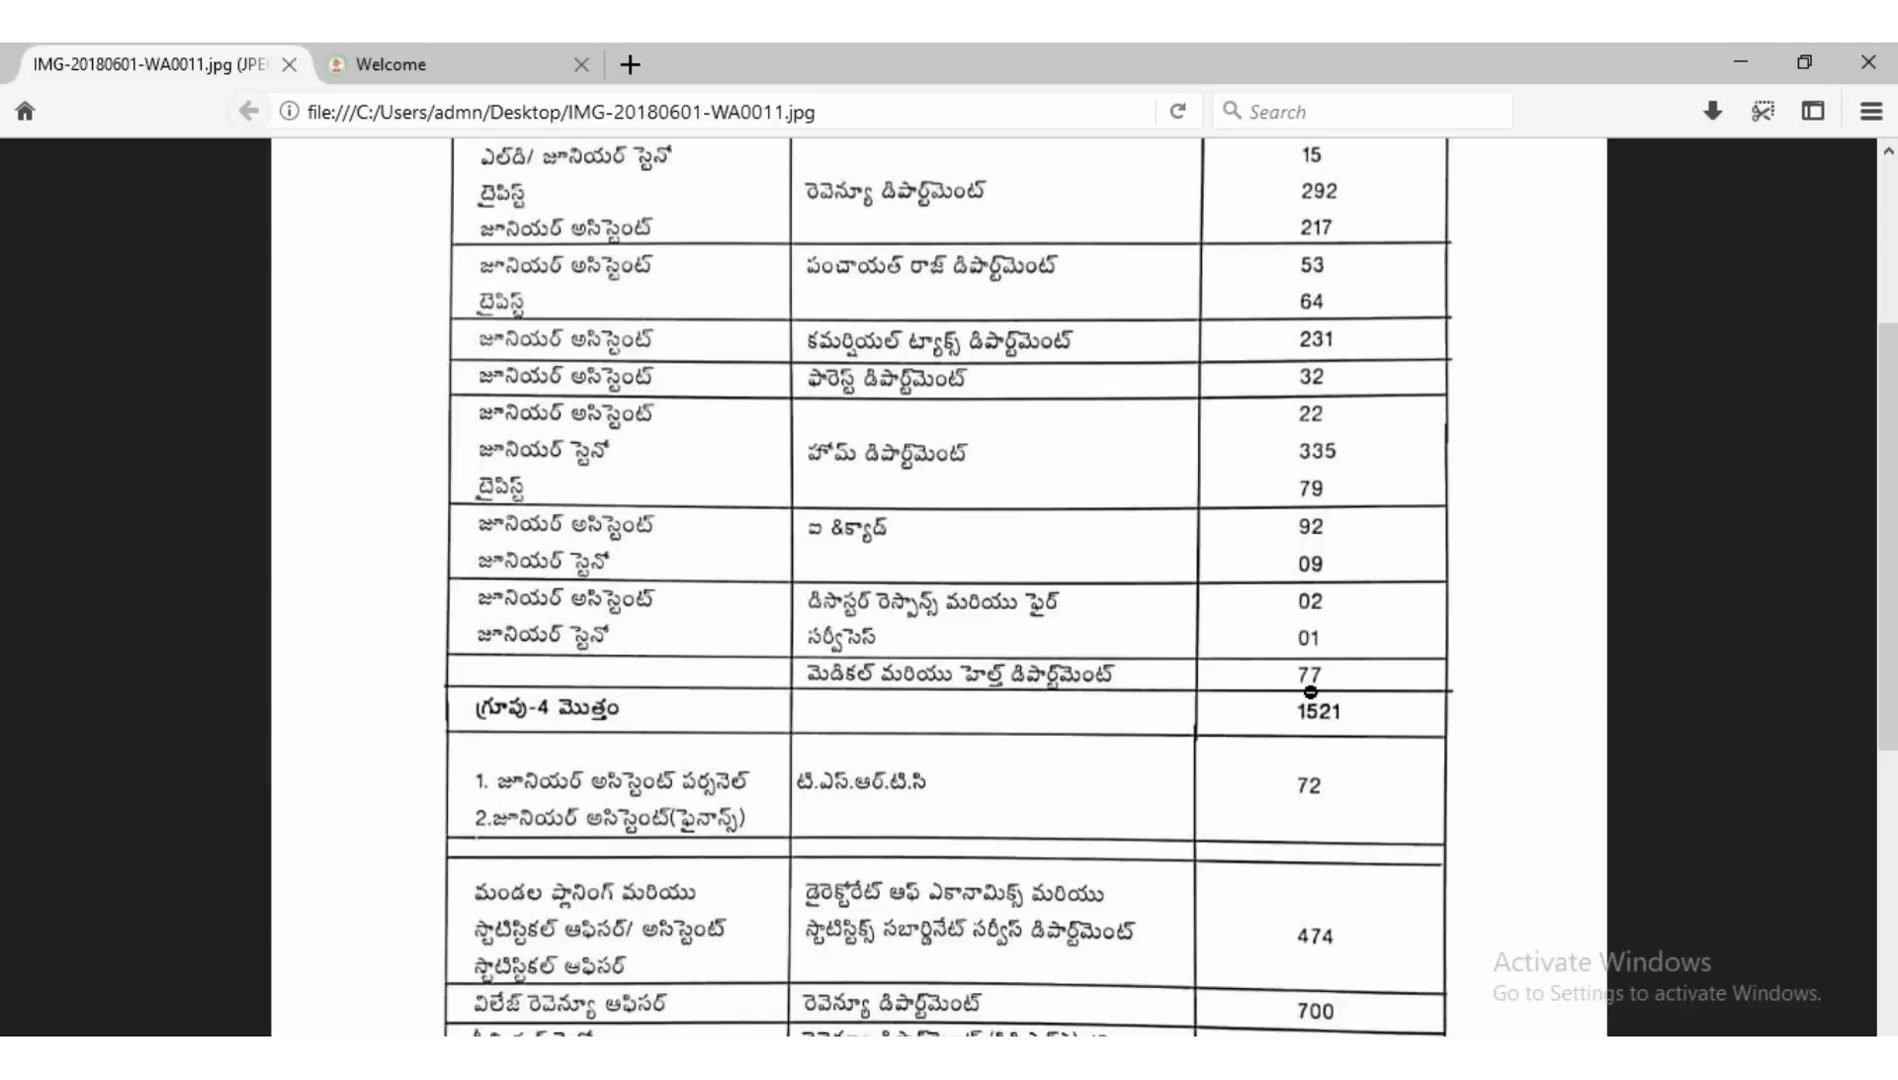 IMG-20180601-WA0011.jpg (JPE
Welcome
file:///C:/Users/admn/Desktop/IMG-20180601-WA0011.jpg
Search
ఎల్‌డి/ జూనియర్ స్టెనో 15
టైపిస్ట్ రెవెన్యూ డిపార్ట్‌మెంట్ 292
జూనియర్ అసిస్టెంట్ 217
జూనియర్ అసిస్టెంట్ పంచాయత్ రాజ్ డిపార్ట్‌మెంట్ 53
టైపిస్ట్ 64
జూనియర్ అసిస్టెంట్ కమర్షియల్ ట్యాక్స్ డిపార్ట్‌మెంట్ 231
జూనియర్ అసిస్టెంట్ ఫారెస్ట్ డిపార్ట్‌మెంట్ 32
జూనియర్ అసిస్టెంట్ 22
జూనియర్ స్టెనో హోమ్ డిపార్ట్‌మెంట్ 335
టైపిస్ట్ 79
జూనియర్ అసిస్టెంట్ ఐ &క్యాడ్ 92
జూనియర్ స్టెనో 09
జూనియర్ అసిస్టెంట్ డిసాస్టర్ రెస్పాన్స్ మరియు ఫైర్ 02
జూనియర్ స్టెనో సర్వీసెస్ 01
మెడికల్ మరియు హెల్త్ డిపార్ట్‌మెంట్ 77
గ్రూపు-4 మొత్తం 1521
1. జూనియర్ అసిస్టెంట్ పర్సనెల్ టి.ఎస్.ఆర్.టి.సి 72
2.జూనియర్ అసిస్టెంట్(ఫైనాన్స్)
మండల ప్లానింగ్ మరియు డైరెక్టోరేట్ ఆఫ్ ఎకానామిక్స్ మరియు
స్టాటిస్టికల్ ఆఫీసర్/ అసిస్టెంట్ స్టాటిస్టిక్స్ సబార్డినేట్ సర్వీస్ డిపార్ట్‌మెంట్ 474
స్టాటిస్టికల్ ఆఫీసర్
విలేజ్ రెవెన్యూ ఆఫీసర్ రెవెన్యూ డిపార్ట్‌మెంట్ 700
Activate Windows
Go to Settings to activate Windows.